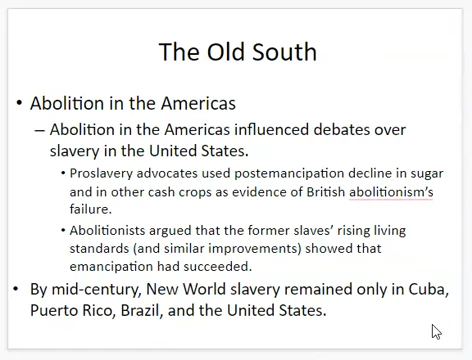 The Old South
• Abolition in the Americas
– Abolition in the Americas influenced debates over
slavery in the United States.
• Proslavery advocates used postemancipation decline in sugar
and in other cash crops as evidence of British abolitionism's
failure.
• Abolitionists argued that the former slaves' rising living
standards (and similar improvements) showed that
emancipation had succeeded.
• By mid-century, New World slavery remained only in Cuba,
Puerto Rico, Brazil, and the United States.